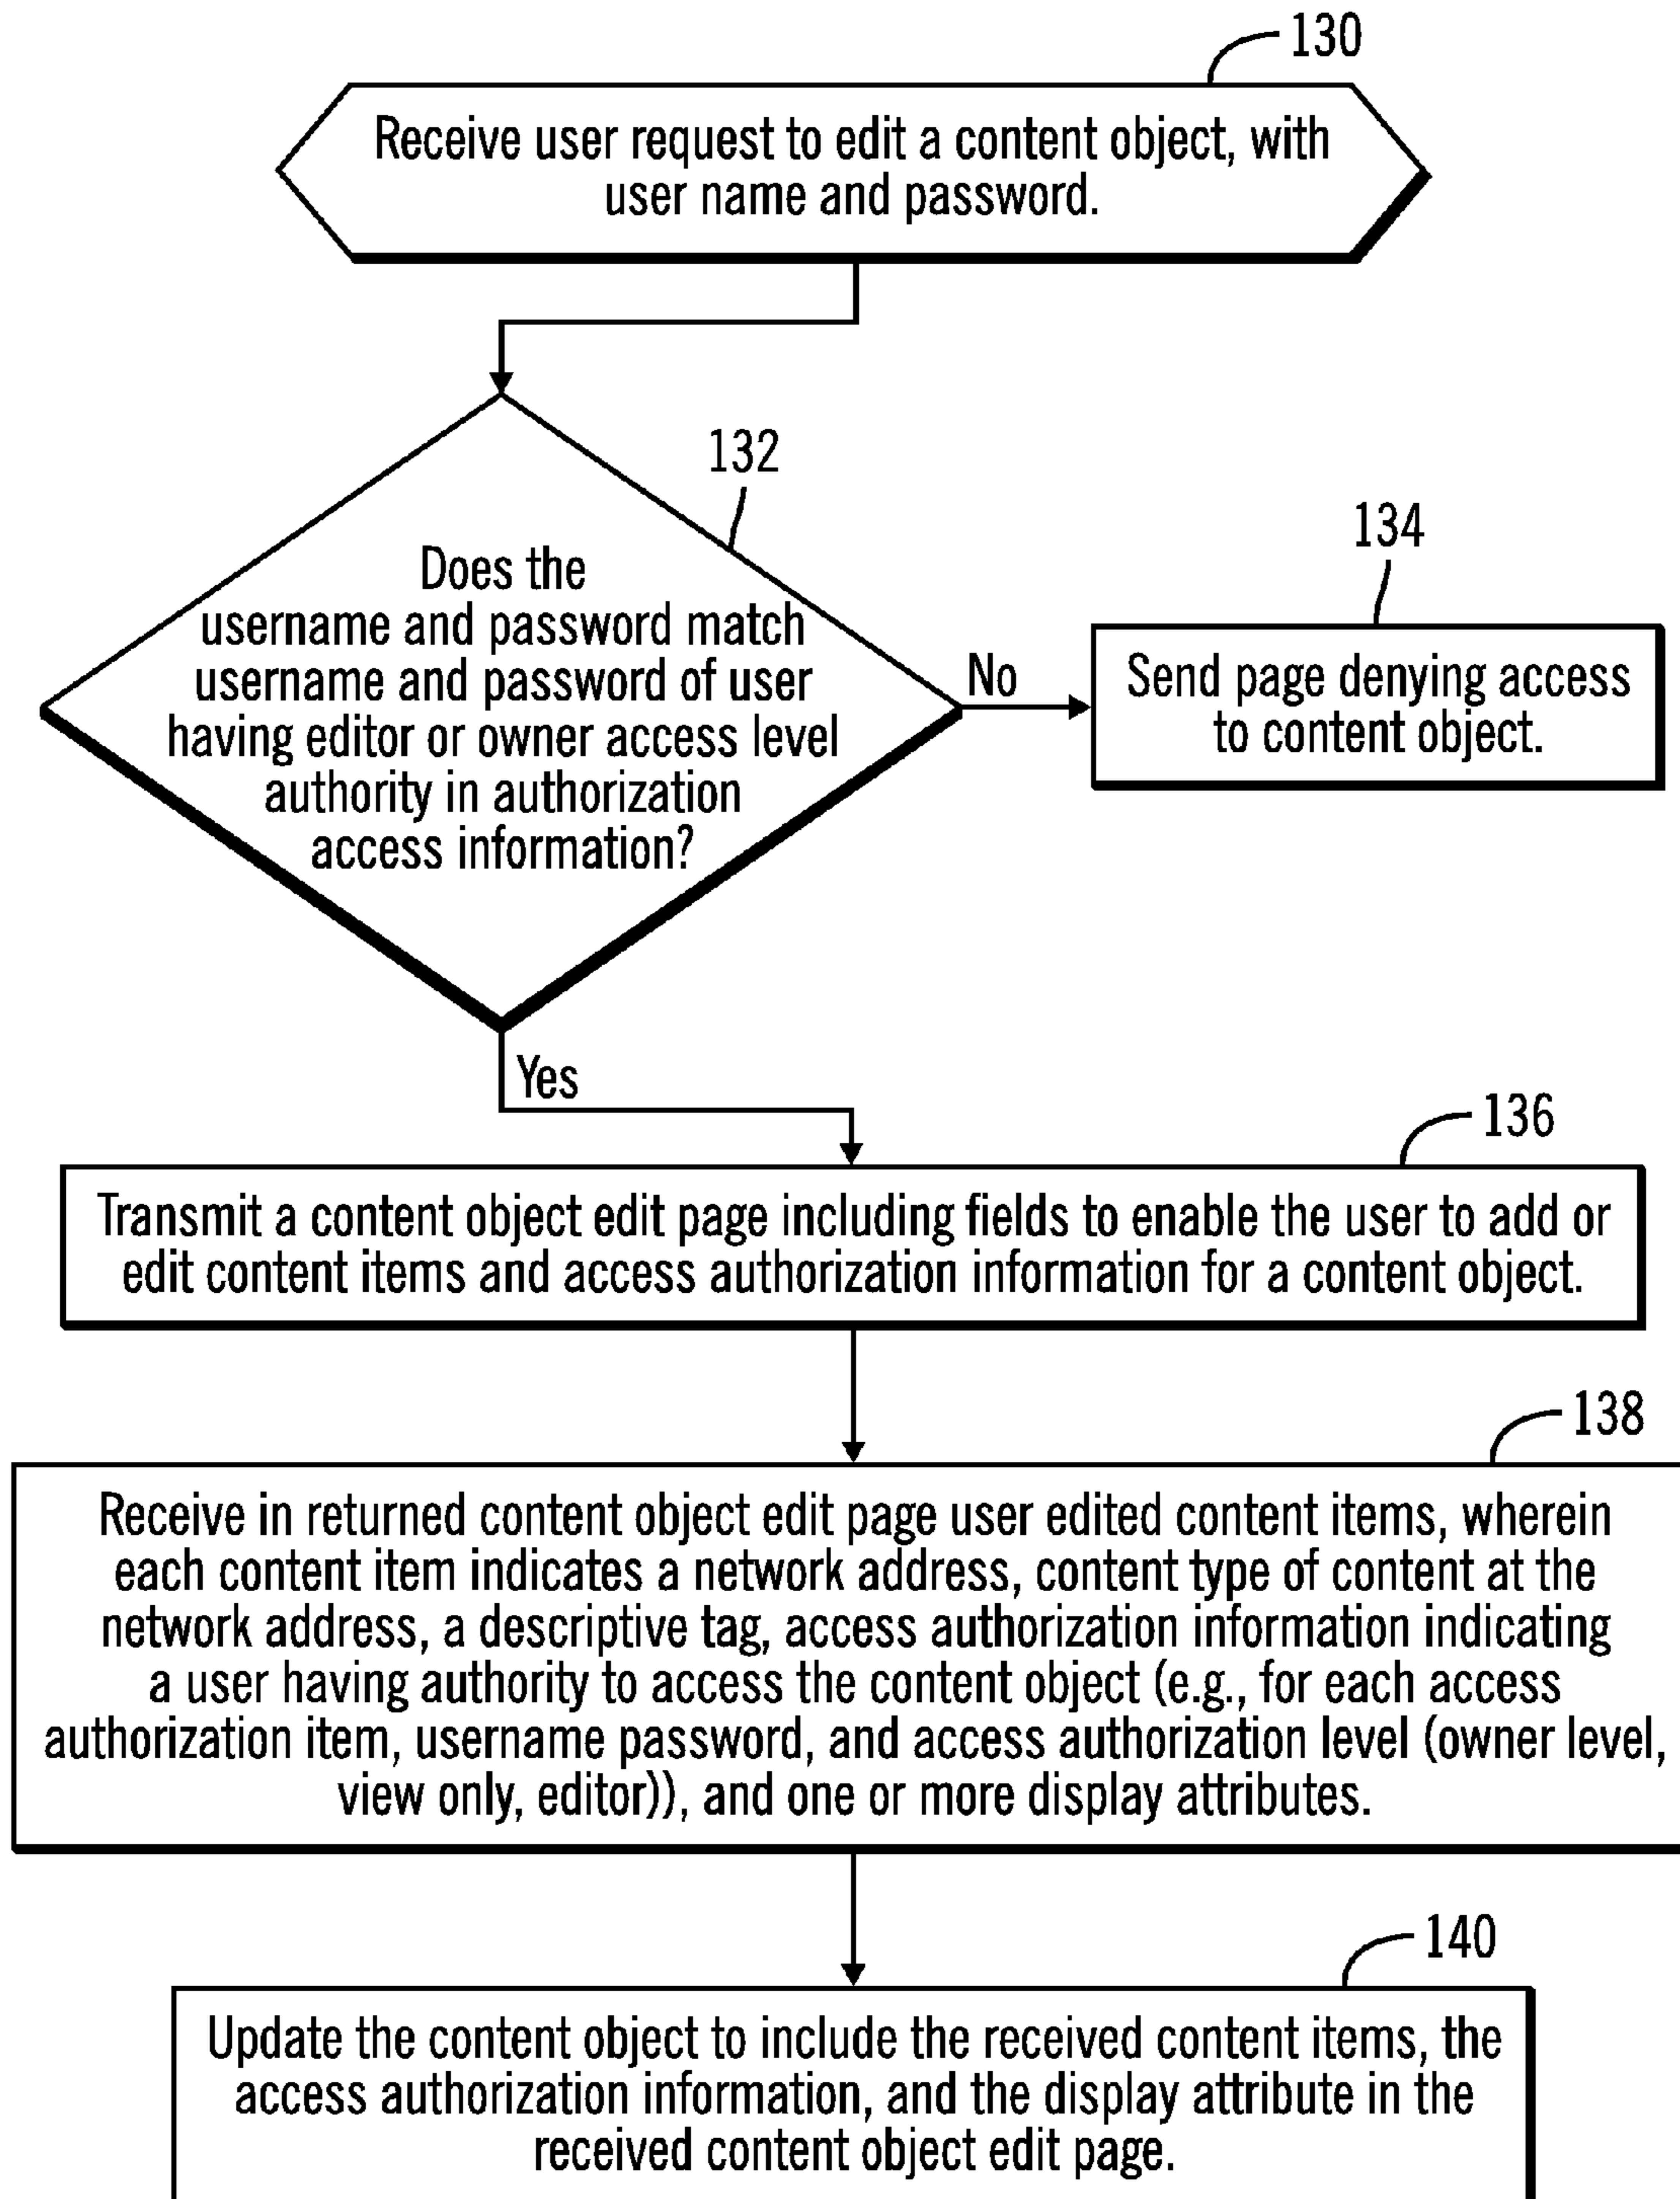 130
Receive user request to edit a content object, with
user name and password.
132
Does the
username and password match
username and password of user
having editor or owner access level
authority in authorization
access information?
No
134
Send page denying access
to content object.
Yes
136
Transmit a content object edit page including fields to enable the user to add or
edit content items and access authorization information for a content object.
138
Receive in returned content object edit page user edited content items, wherein
each content item indicates a network address, content type of content at the
network address, a descriptive tag, access authorization information indicating
a user having authority to access the content object (e.g., for each access
authorization item, username password, and access authorization level (owner level,
view only, editor)), and one or more display attributes.
140
Update the content object to include the received content items, the
access authorization information, and the display attribute in the
received content object edit page.